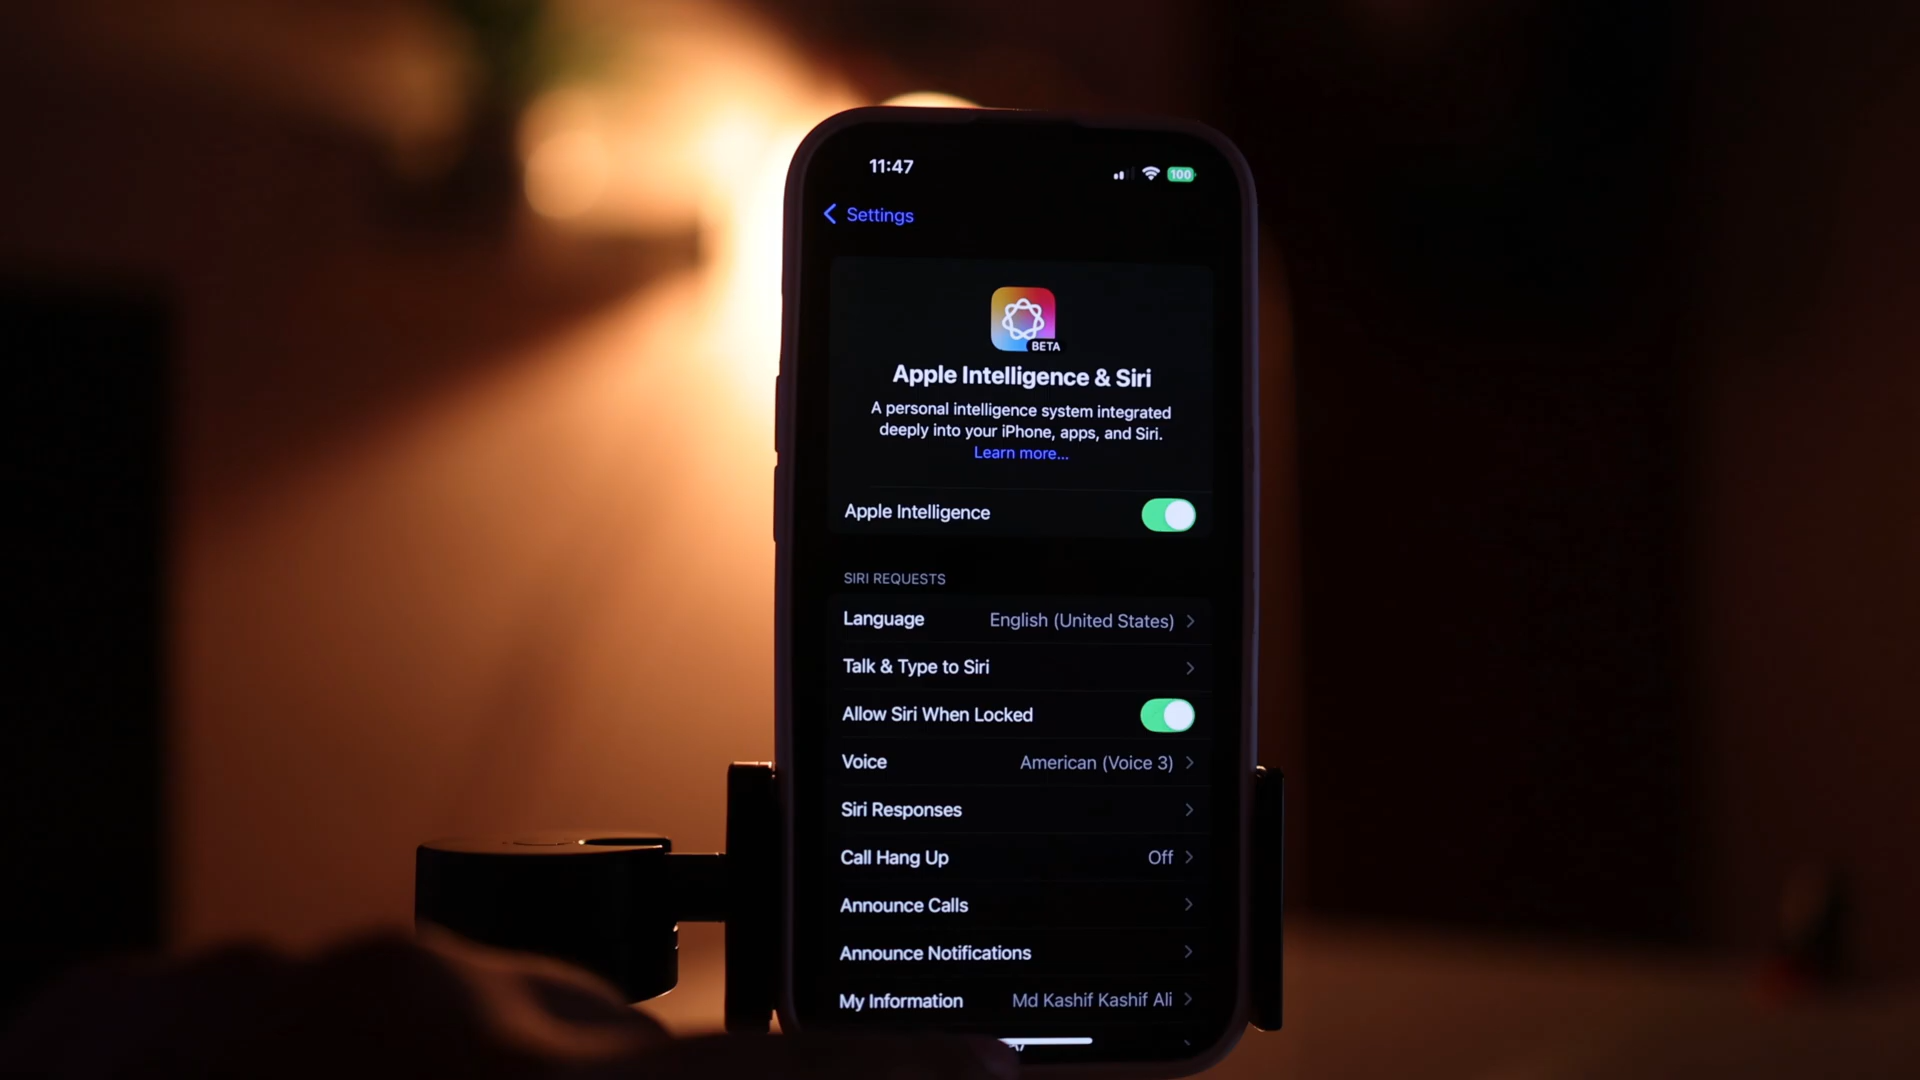 11:47
100
Settings
BETA
Apple Intelligence & Siri
A personal intelligence system integrated
deeply into your iPhone, apps, and Siri.
Learn more...
Apple Intelligence
SIRI REQUESTS
Language English (United States)
Talk & Type to Siri
Allow Siri When Locked
Voice American (Voice 3)
Siri Responses
Call Hang Up Off
Announce Calls
Announce Notifications
My Information Md Kashif Kashif Ali